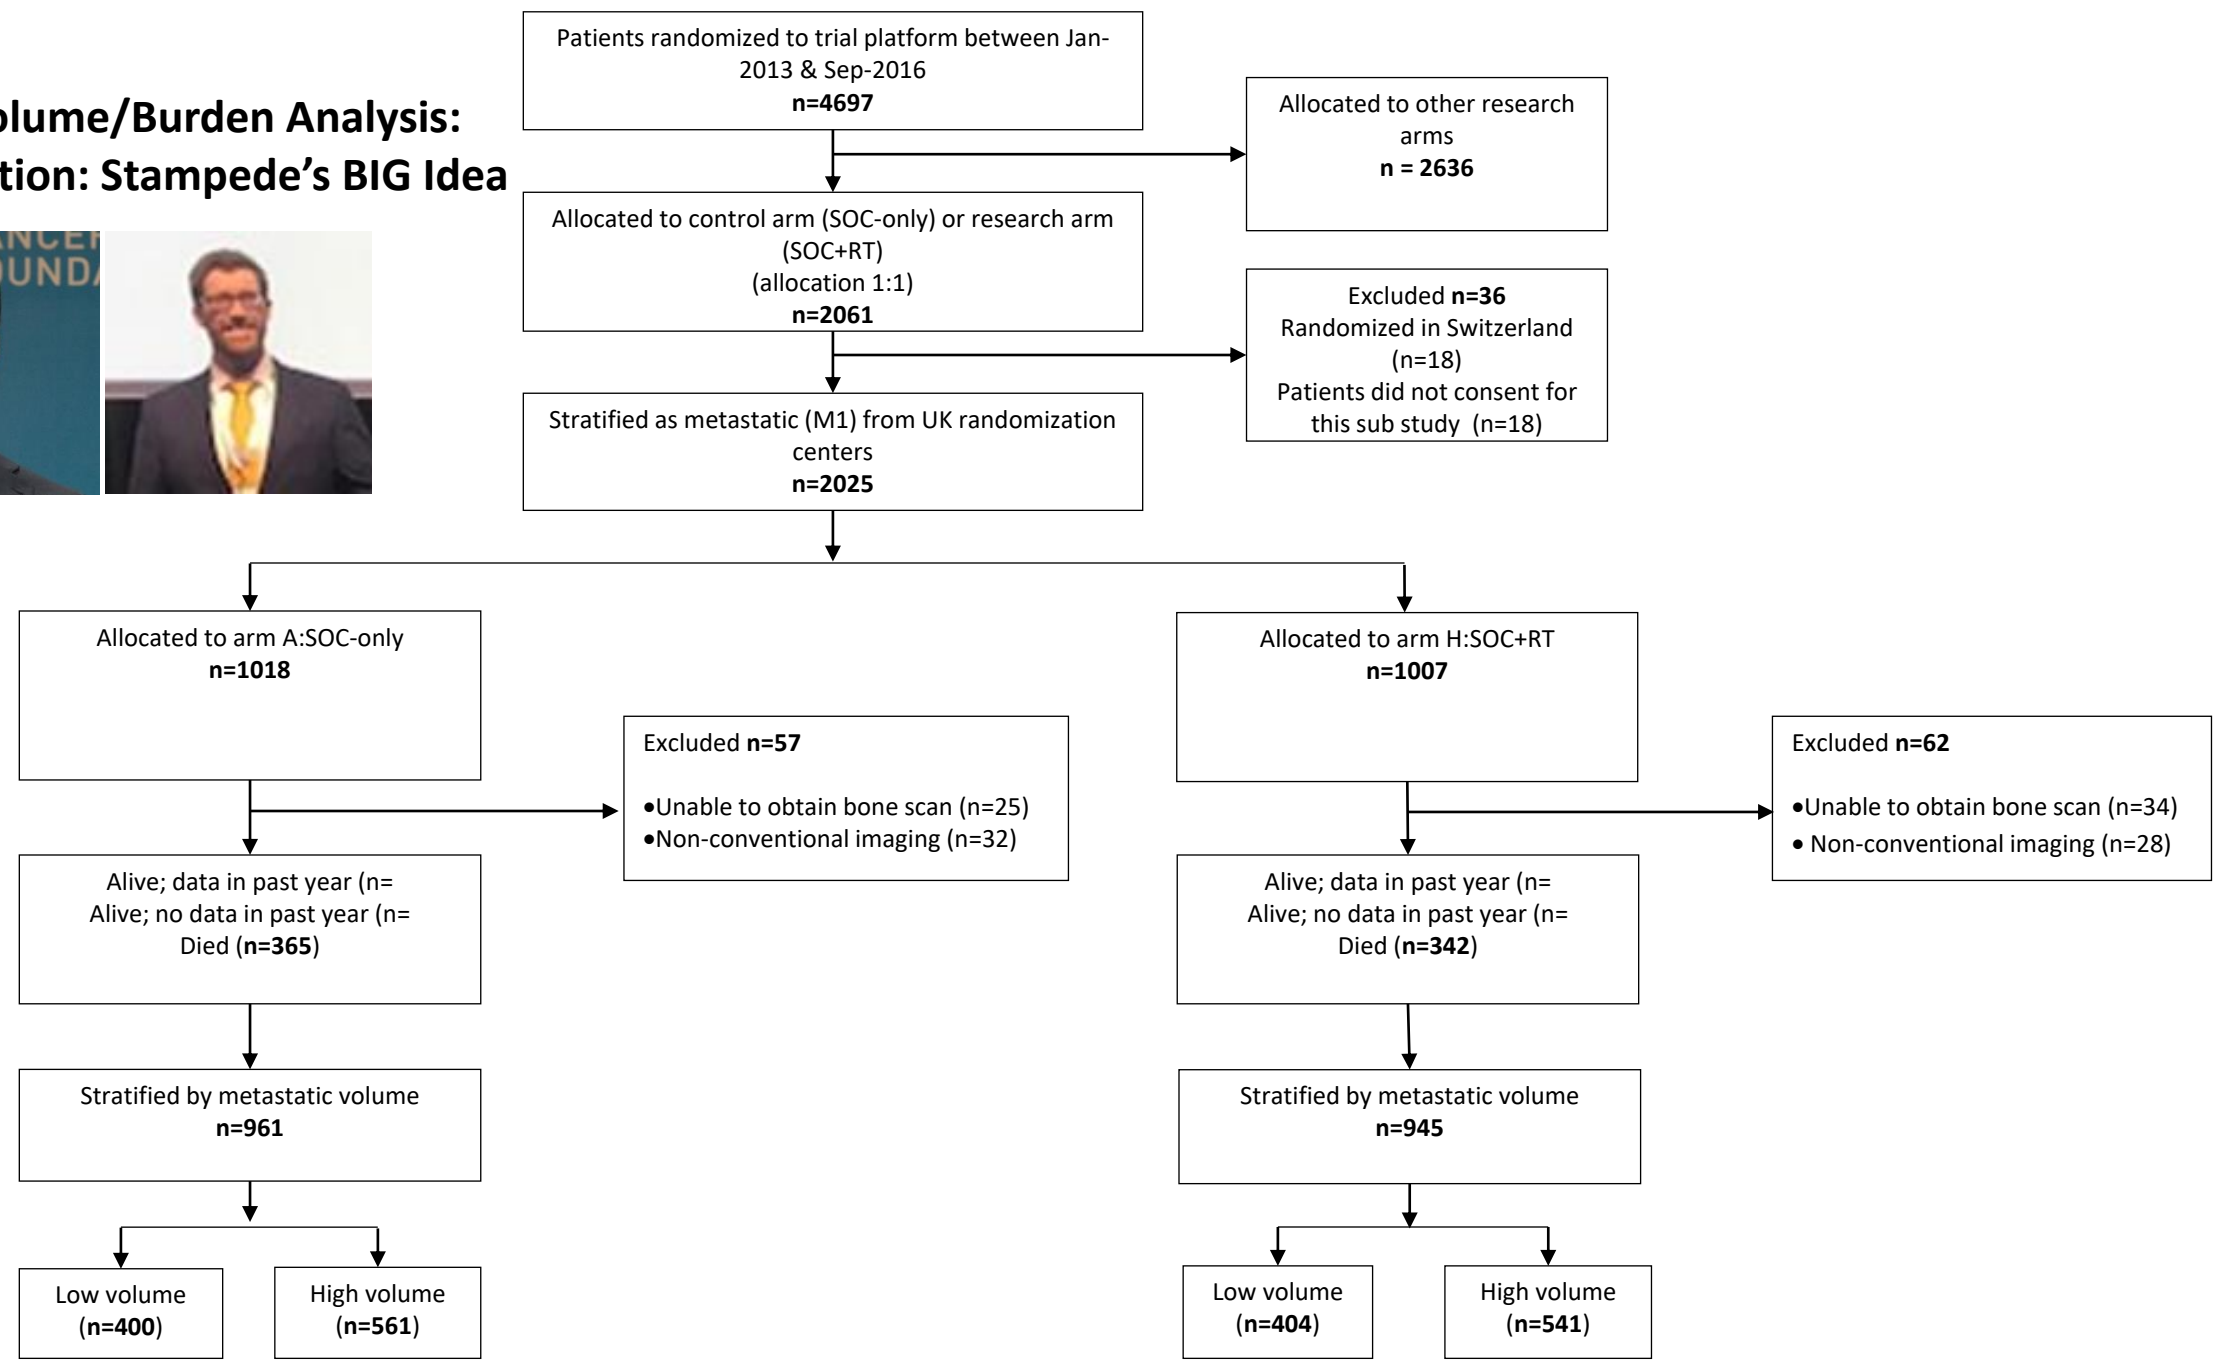 olume/Burden Analysis:
tion: Stampede's BIG Idea
ANCER
OUNDA
Patients randomized to trial platform between Jan-
2013 & Sep-2016
n=4697
Allocated to other research
arms
n = 2636
Allocated to control arm (SOC-only) or research arm
(SOC+RT)
(allocation 1:1)
n=2061
Excluded n=36
Randomized in Switzerland
(n=18)
Patients did not consent for
this sub study (n=18)
Stratified as metastatic (M1) from UK randomization
centers
n=2025
Allocated to arm A:SOC-only
n=1018
Excluded n=57
•Unable to obtain bone scan (n=25)
•Non-conventional imaging (n=32)
Alive; data in past year (n=
Alive; no data in past year (n=
Died (n=365)
Stratified by metastatic volume
n=961
Low volume
(n=400)
High volume
(n=561)
Allocated to arm H:SOC+RT
n=1007
Excluded n=62
•Unable to obtain bone scan (n=34)
• Non-conventional imaging (n=28)
Alive; data in past year (n=
Alive; no data in past year (n=
Died (n=342)
Stratified by metastatic volume
n=945
Low volume
(n=404)
High volume
(n=541)